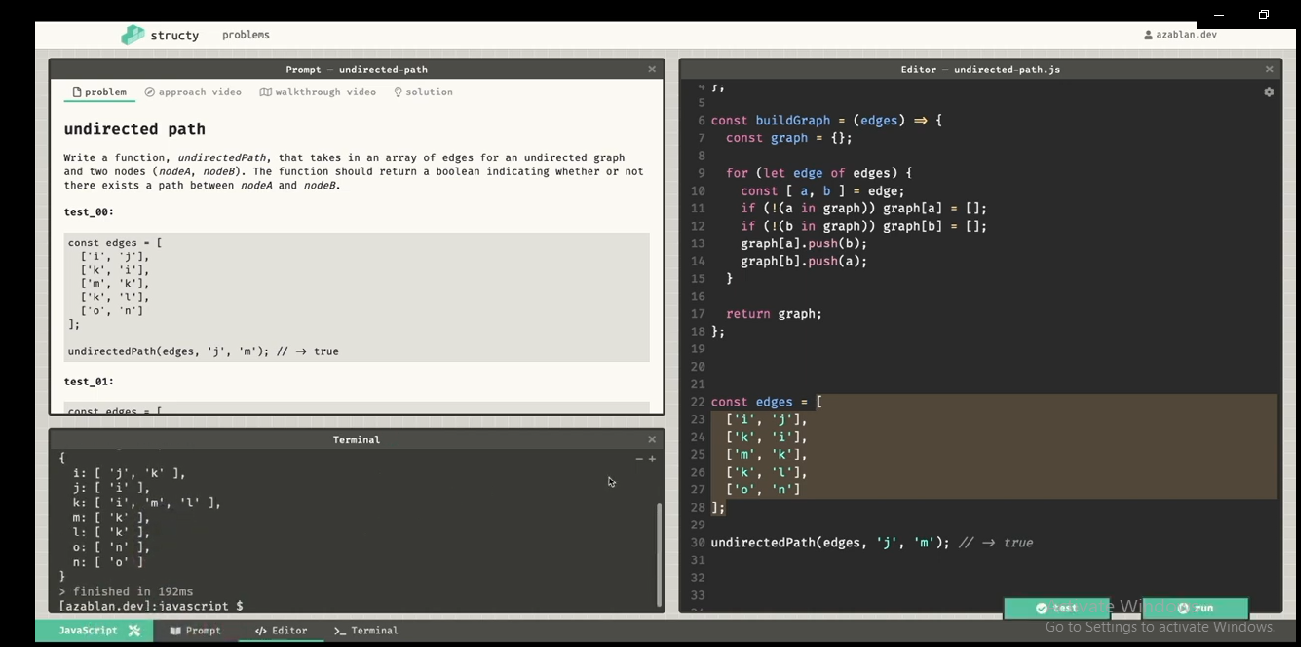 structy problems azablan.dev
Prompt — undirected-path
problem approach video walkthrough video solution
undirected path
Write a function, undirectedPath, that takes in an array of edges for an undirected graph
and two nodes (nodeA, nodeB). The function should return a boolean indicating whether or not
there exists a path between nodeA and nodeB.
test_00:
const edges = [
['i', 'j'],
['k', 'i'],
['m', 'k'],
['k', 'l'],
['o', 'n']
];
undirectedPath(edges, 'j', 'm'); // → true
test_01:
const edges = [
Terminal
{
i: [ 'j', 'k' ],
j: [ 'i' ],
k: [ 'i', 'm', 'l' ],
m: [ 'k' ],
l: [ 'k' ],
o: [ 'n' ],
n: [ 'o' ]
}
> finished in 192ms
[azablan.dev]:javascript $
Editor — undirected-path.js
4 };
5
6 const buildGraph = (edges) ⇒ {
7 const graph = {};
8
9 for (let edge of edges) {
10 const [ a, b ] = edge;
11 if (!(a in graph)) graph[a] = [];
12 if (!(b in graph)) graph[b] = [];
13 graph[a].push(b);
14 graph[b].push(a);
15 }
16
17 return graph;
18 };
19
20
21
22 const edges = [
23 ['i', 'j'],
24 ['k', 'i'],
25 ['m', 'k'],
26 ['k', 'l'],
27 ['o', 'n']
28 ];
29
30 undirectedPath(edges, 'j', 'm'); // → true
31
32
33
test run
Activate Windows
Go to Settings to activate Windows.
JavaScript Prompt </> Editor >_ Terminal